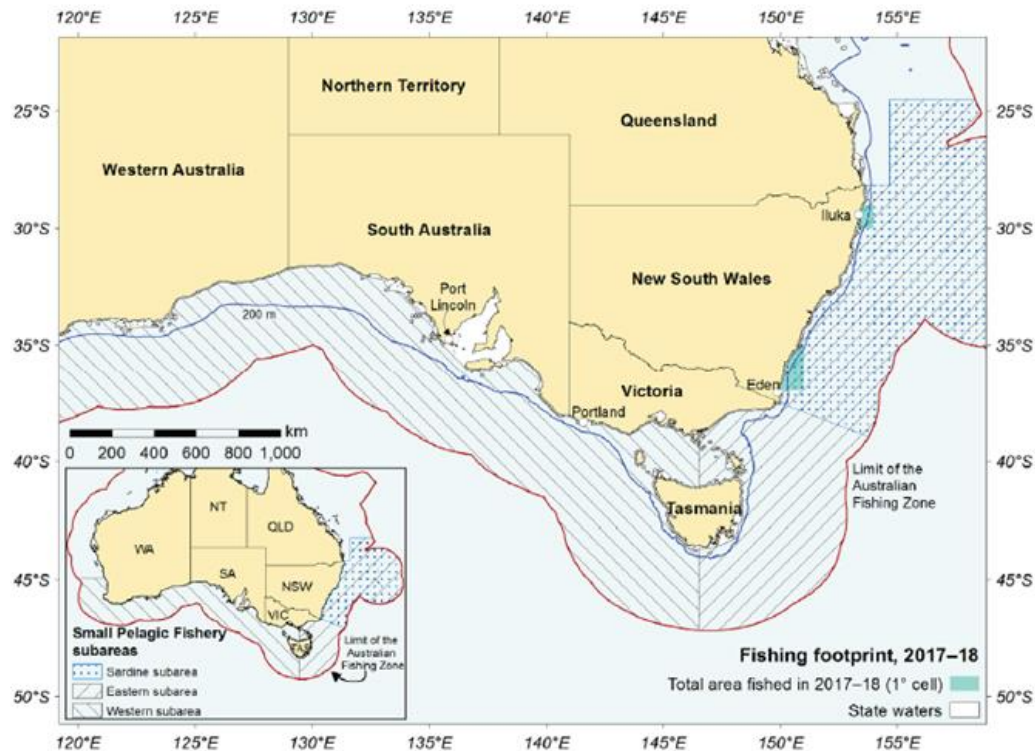 120°E 125°E 130°E 135°E 140°E 145°E 150°E 155°E
Northern Territory
25°S 25°S
Queensland
Western Australia
Iluka
30°S South Australia 30°S
New South Wales
Port
Lincoln
200 m
35°S 35°S
Victoria Eden
Portland
km
0 200 400 600 800 1,000
40°S 40°S
Limit of the
Australian
Fishing Zone
Tasmania
NT
QLD
WA
SA
NSW
VIC
TAS
45°S 45°S
Small Pelagic Fishery
subareas
Limit of the
Australian
Fishing Zone
Sardine subarea
Eastern subarea
Western subarea
Fishing footprint, 2017–18
Total area fished in 2017–18 (1° cell)
State waters
50°S 50°S
120°E 125°E 130°E 135°E 140°E 145°E 150°E 155°E